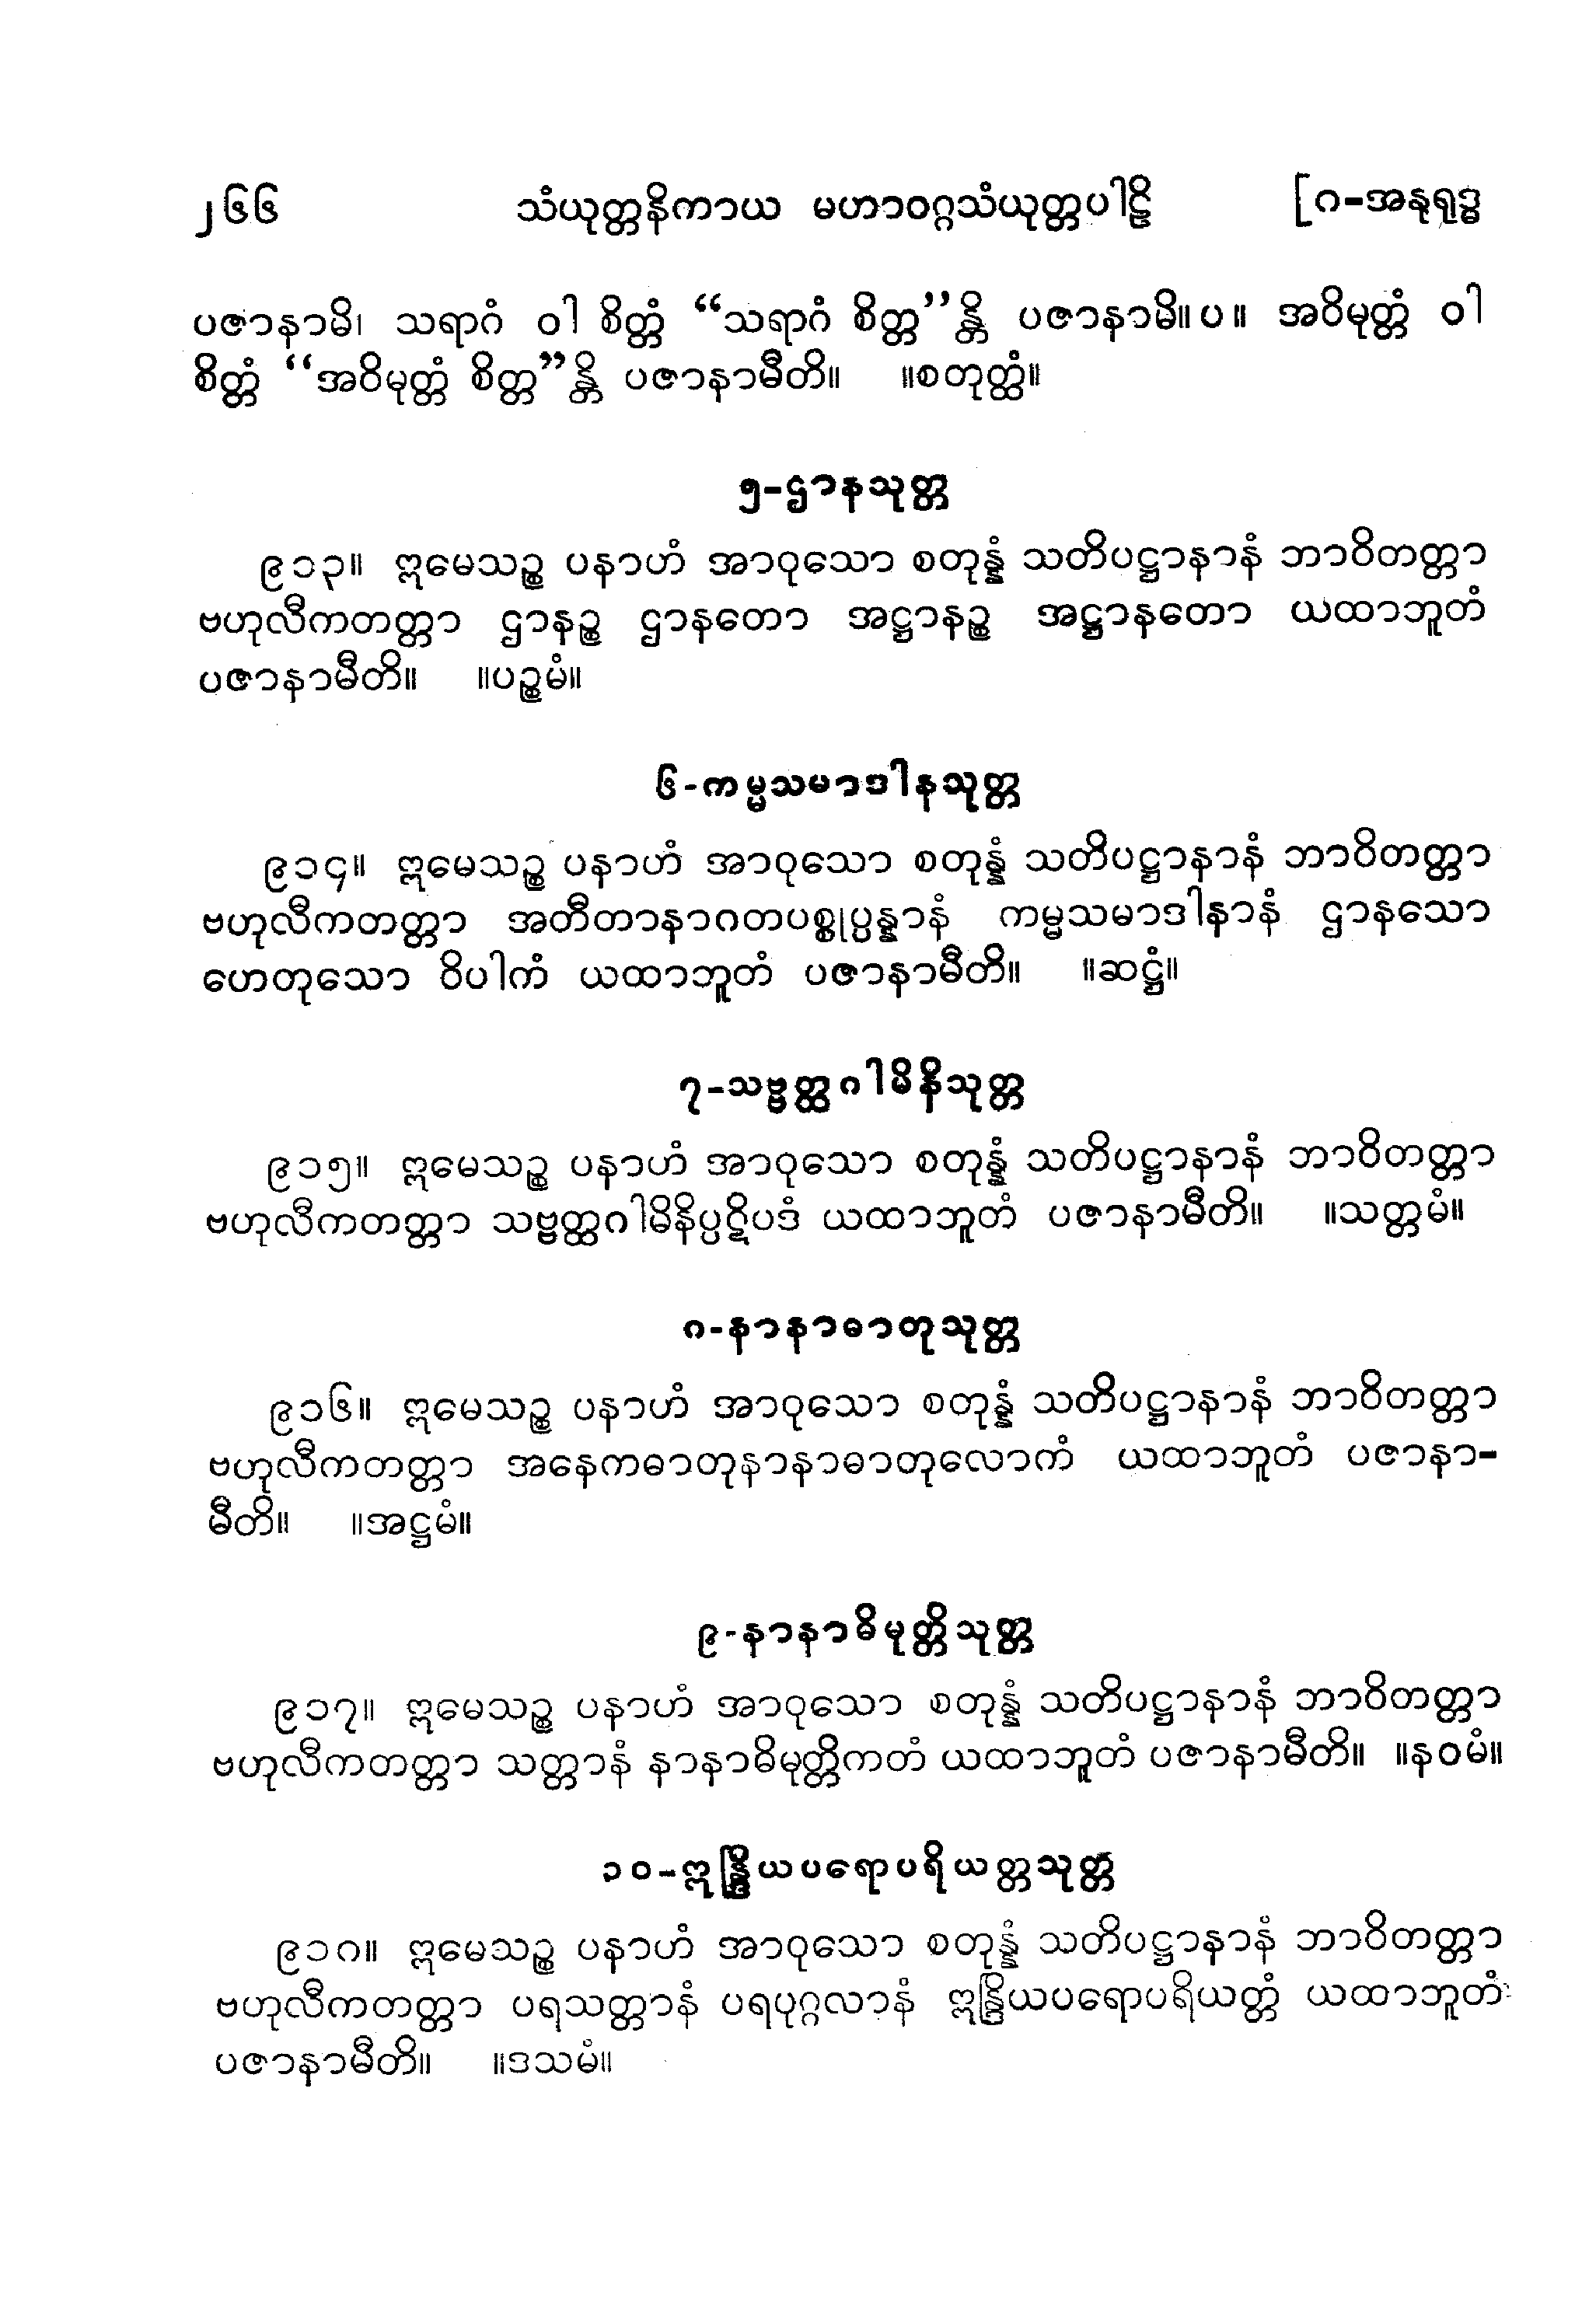 ၂၆၆ သံယုတ္တနိကာယ မဟာဝဂ္ဂသံယုတ္တပါဠိ [၈-အနုရုဒ္ဓ
ပဇာနာမိ၊ သရာဂံ ဝါ စိတ္တံ “သရာဂံ စိတ္တ”န္တိ ပဇာနာမိ။ ပ ။ အဝိမုတ္တံ ဝါ
စိတ္တံ “အဝိမုတ္တံ စိတ္တ”န္တိ ပဇာနာမီတိ။ ။စတုတ္ထံ။
၅-ဌာနသုတ္တ
၉၁၃။ ဣမေသဉ္စ ပနာဟံ အာဝုသော စတုန္နံ သတိပဋ္ဌာနာနံ ဘာဝိတတ္တာ
ဗဟုလီကတတ္တာ ဌာနဉ္စ ဌာနတော အဋ္ဌာနဉ္စ အဋ္ဌာနတော ယထာဘူတံ
ပဇာနာမီတိ။ ။ပဉ္စမံ။
၆-ကမ္မသမာဒါနသုတ္တ
၉၁၄။ ဣမေသဉ္စ ပနာဟံ အာဝုသော စတုန္နံ သတိပဋ္ဌာနာနံ ဘာဝိတတ္တာ
ဗဟုလီကတတ္တာ အတီတာနာဂတပစ္စုပ္ပန္နာနံ ကမ္မသမာဒါနာနံ ဌာနသော
ဟေတုသော ဝိပါကံ ယထာဘူတံ ပဇာနာမီတိ။ ။ဆဋ္ဌံ။
၇-သဗ္ဗတ္ထဂါမိနိသုတ္တ
၉၁၅။ ဣမေသဉ္စ ပနာဟံ အာဝုသော စတုန္နံ သတိပဋ္ဌာနာနံ ဘာဝိတတ္တာ
ဗဟုလီကတတ္တာ သဗ္ဗတ္ထဂါမိနိပ္ပဋိပဒံ ယထာဘူတံ ပဇာနာမီတိ။ ။သတ္တမံ။
၈-နာနာဓာတုသုတ္တ
၉၁၆။ ဣမေသဉ္စ ပနာဟံ အာဝုသော စတုန္နံ သတိပဋ္ဌာနာနံ ဘာဝိတတ္တာ
ဗဟုလီကတတ္တာ အနေကဓာတုနာနာဓာတုလောကံ ယထာဘူတံ ပဇာနာ-
မီတိ။ ။အဋ္ဌမံ။
၉-နာနာဓိမုတ္တိသုတ္တ
၉၁၇။ ဣမေသဉ္စ ပနာဟံ အာဝုသော စတုန္နံ သတိပဋ္ဌာနာနံ ဘာဝိတတ္တာ
ဗဟုလီကတတ္တာ သတ္တာနံ နာနာဓိမုတ္တိကတံ ယထာဘူတံ ပဇာနာမီတိ။ ။နဝမံ။
၁၀-ဣန္ဒြိယပရောပရိယတ္တသုတ္တ
၉၁၈။ ဣမေသဉ္စ ပနာဟံ အာဝုသော စတုန္နံ သတိပဋ္ဌာနာနံ ဘာဝိတတ္တာ
ဗဟုလီကတတ္တာ ပရသတ္တာနံ ပရပုဂ္ဂလာနံ ဣန္ဒြိယပရောပရိယတ္တံ ယထာဘူတံ
ပဇာနာမီတိ။ ။ဒသမံ။